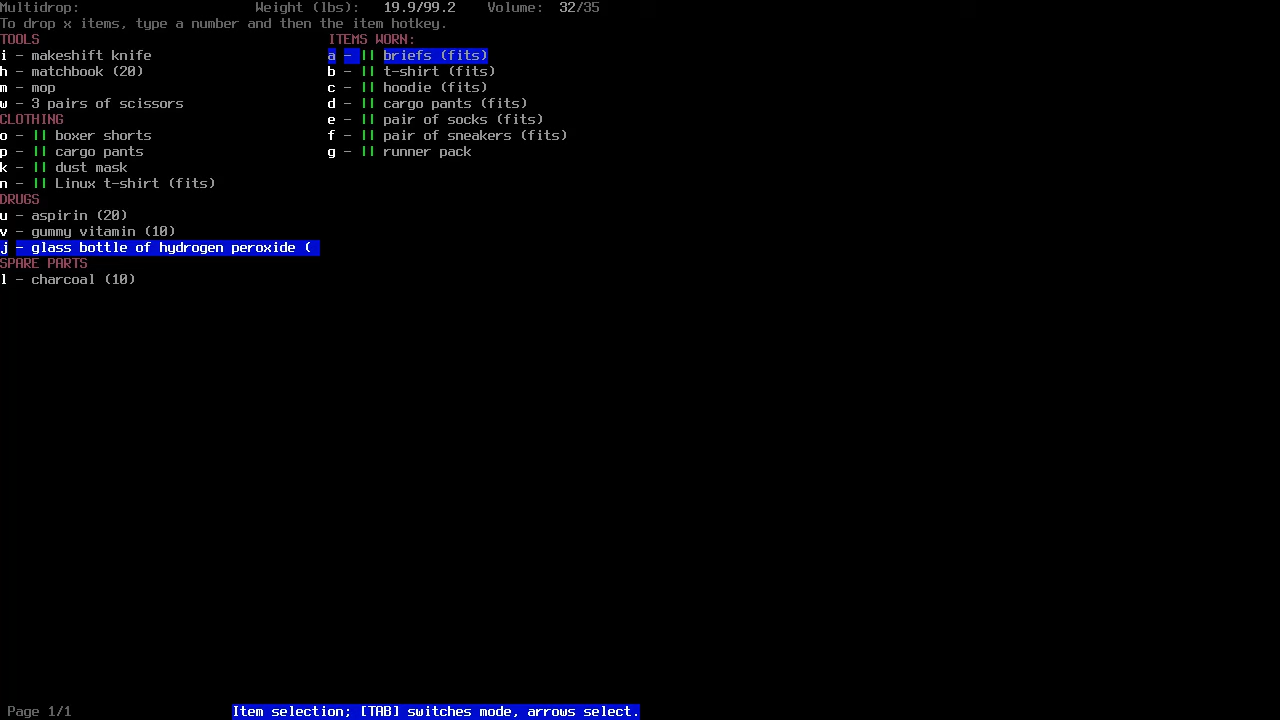 Multidrop: Weight (lbs): 19.9/99.2 Volume: 32/35
To drop x items, type a number and then the item hotkey.
TOOLS
i - makeshift knife
h - matchbook (20)
m - mop
w - 3 pairs of scissors
CLOTHING
o - || boxer shorts
p - || cargo pants
k - || dust mask
n - || Linux t-shirt (fits)
DRUGS
u - aspirin (20)
v - gummy vitamin (10)
j - glass bottle of hydrogen peroxide (
SPARE PARTS
l - charcoal (10)
ITEMS WORN:
a - || briefs (fits)
b - || t-shirt (fits)
c - || hoodie (fits)
d - || cargo pants (fits)
e - || pair of socks (fits)
f - || pair of sneakers (fits)
g - || runner pack
Page 1/1 Item selection; [TAB] switches mode, arrows select.